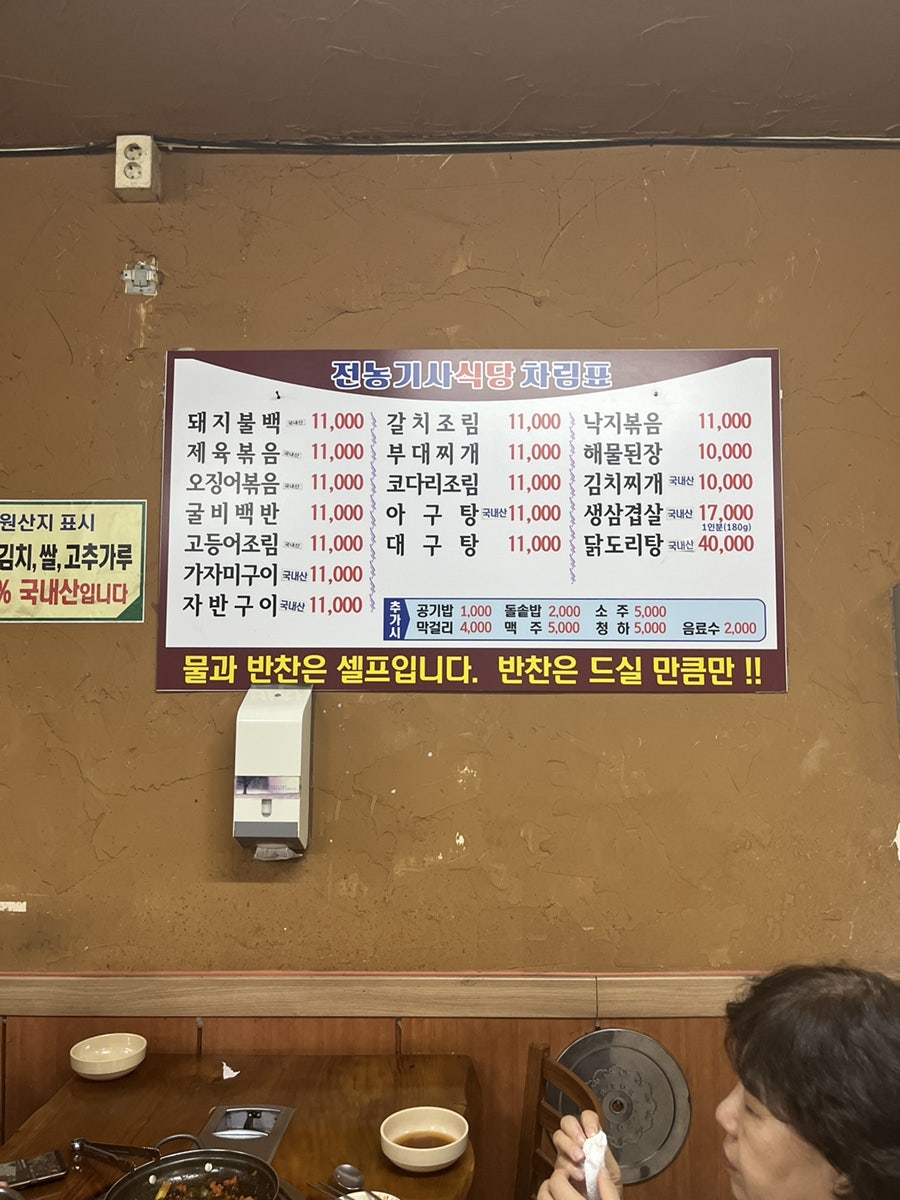 전농기사식당 차림표
돼지불백 국내산 11,000
제육볶음 국내산 11,000
오징어볶음 국내산 11,000
굴비백반 11,000
고등어조림 국내산 11,000
가자미구이 국내산 11,000
자반구이 국내산 11,000
갈치조림 11,000
부대찌개 11,000
코다리조림 11,000
아구탕 국내산 11,000
대구탕 11,000
낙지볶음 11,000
해물된장 10,000
김치찌개 국내산 10,000
생삼겹살 국내산 17,000
1인분(180g)
닭도리탕 국내산 40,000
추가시
공기밥 1,000 돌솥밥 2,000 소주 5,000
막걸리 4,000 맥주 5,000 청하 5,000 음료수 2,000
물과 반찬은 셀프입니다. 반찬은 드실 만큼만 !!
원산지 표시
김치,쌀,고추가루
% 국내산입니다